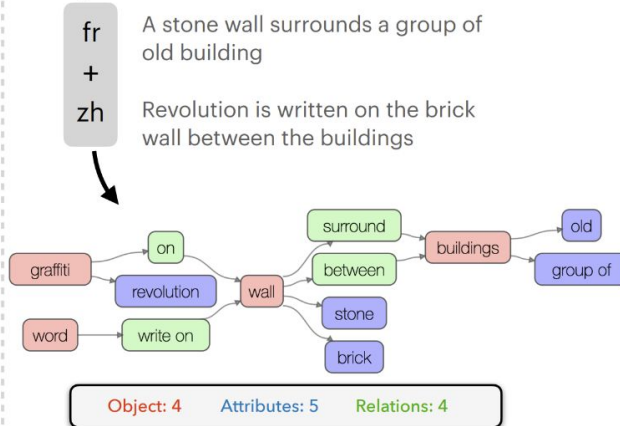 fr
+
zh
A stone wall surrounds a group of
old building
Revolution is written on the brick
wall between the buildings
surround
old
on
buildings
graffiti
between
group of
revolution
wall
stone
word
write on
brick
Object: 4 Attributes: 5 Relations: 4